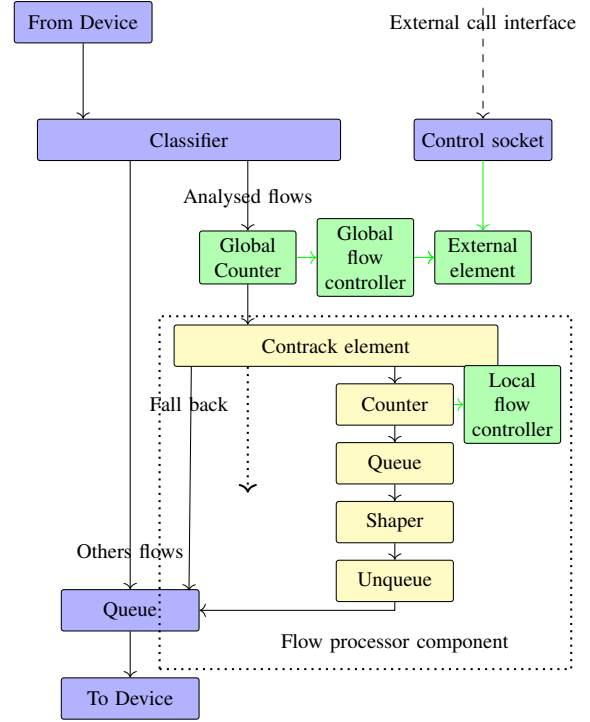 From Device
External call interface
Classifier
Control socket
Analysed flows
Global
Counter
Global
flow
controller
External
element
Contrack element
Fall back
Counter
Local
flow
controller
Queue
Shaper
Others flows
Unqueue
Queue
Flow processor component
To Device